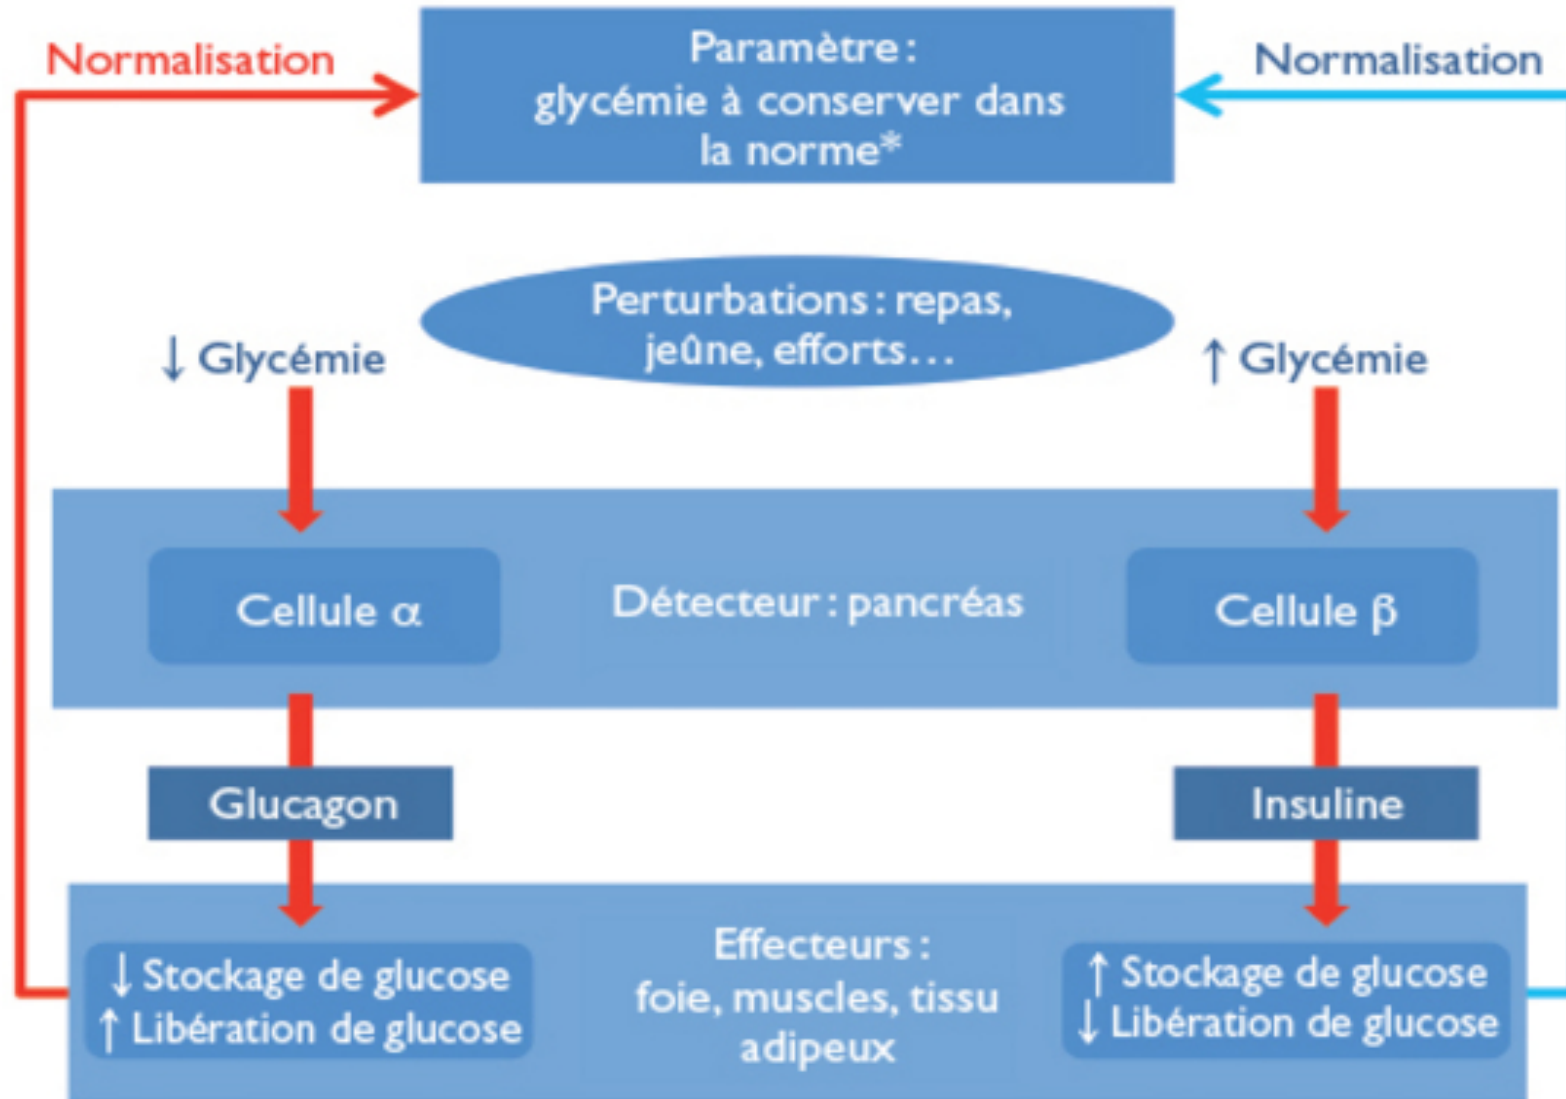 Normalisation
Paramètre :
glycémie à conserver dans
la norme*
Normalisation
Perturbations : repas,
jeûne, efforts…
↓ Glycémie
↑ Glycémie
Cellule α
Détecteur : pancréas
Cellule β
Glucagon
Insuline
↓ Stockage de glucose
↑ Libération de glucose
Effecteurs :
foie, muscles, tissu
adipeux
↑ Stockage de glucose
↓ Libération de glucose